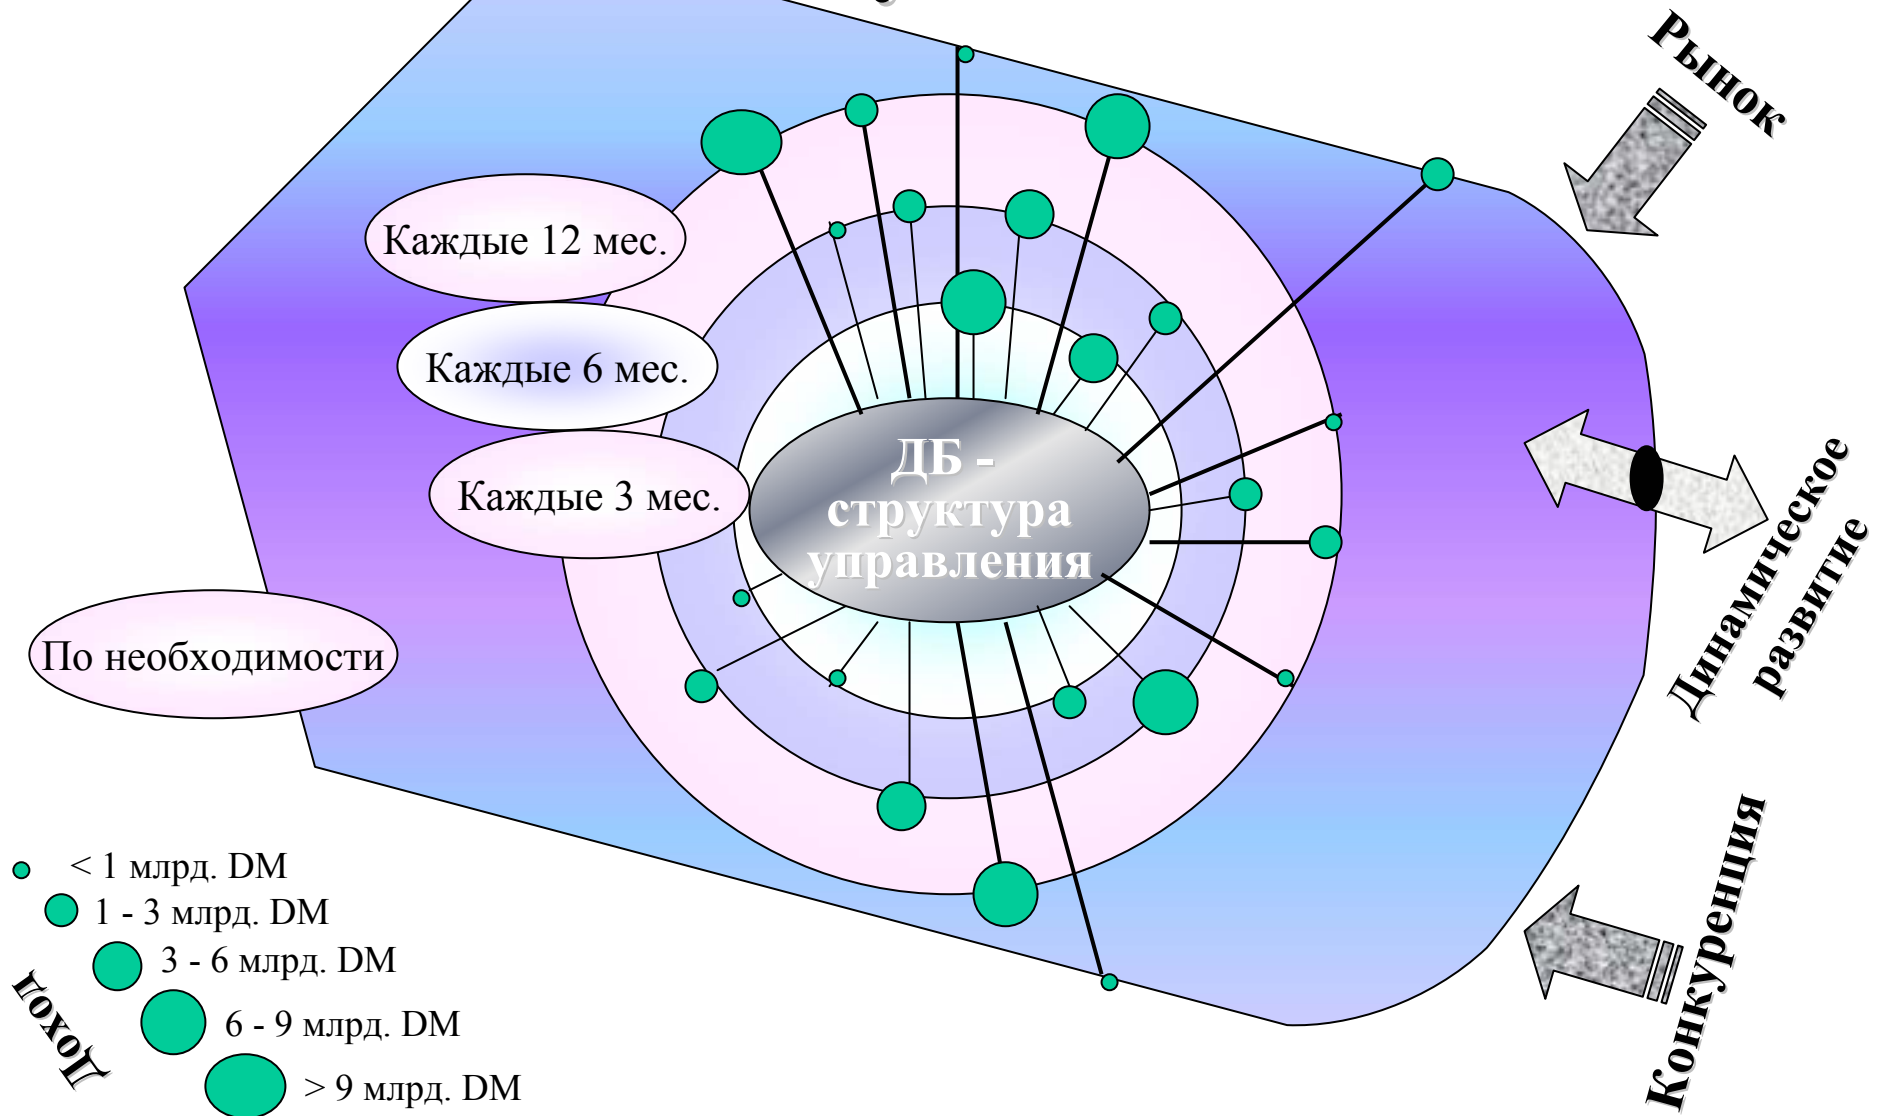 Рынок
Каждые 12 мес.
Каждые 6 мес.
Каждые 3 мес.
ДБ -
структура
управления
По необходимости
Динамическое
развитие
Конкуренция
< 1 млрд. DM
1 - 3 млрд. DM
3 - 6 млрд. DM
6 - 9 млрд. DM
> 9 млрд. DM
Доход